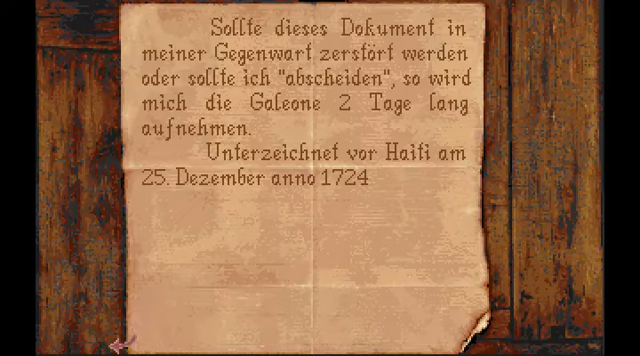 Sollte dieses Dokument in
meiner Gegenwart zerstört werden
oder sollte ich "abscheiden", so wird
mich die Galeone 2 Tage lang
aufnehmen.
Unterzeichnet vor Haiti am
25. Dezember anno 1724